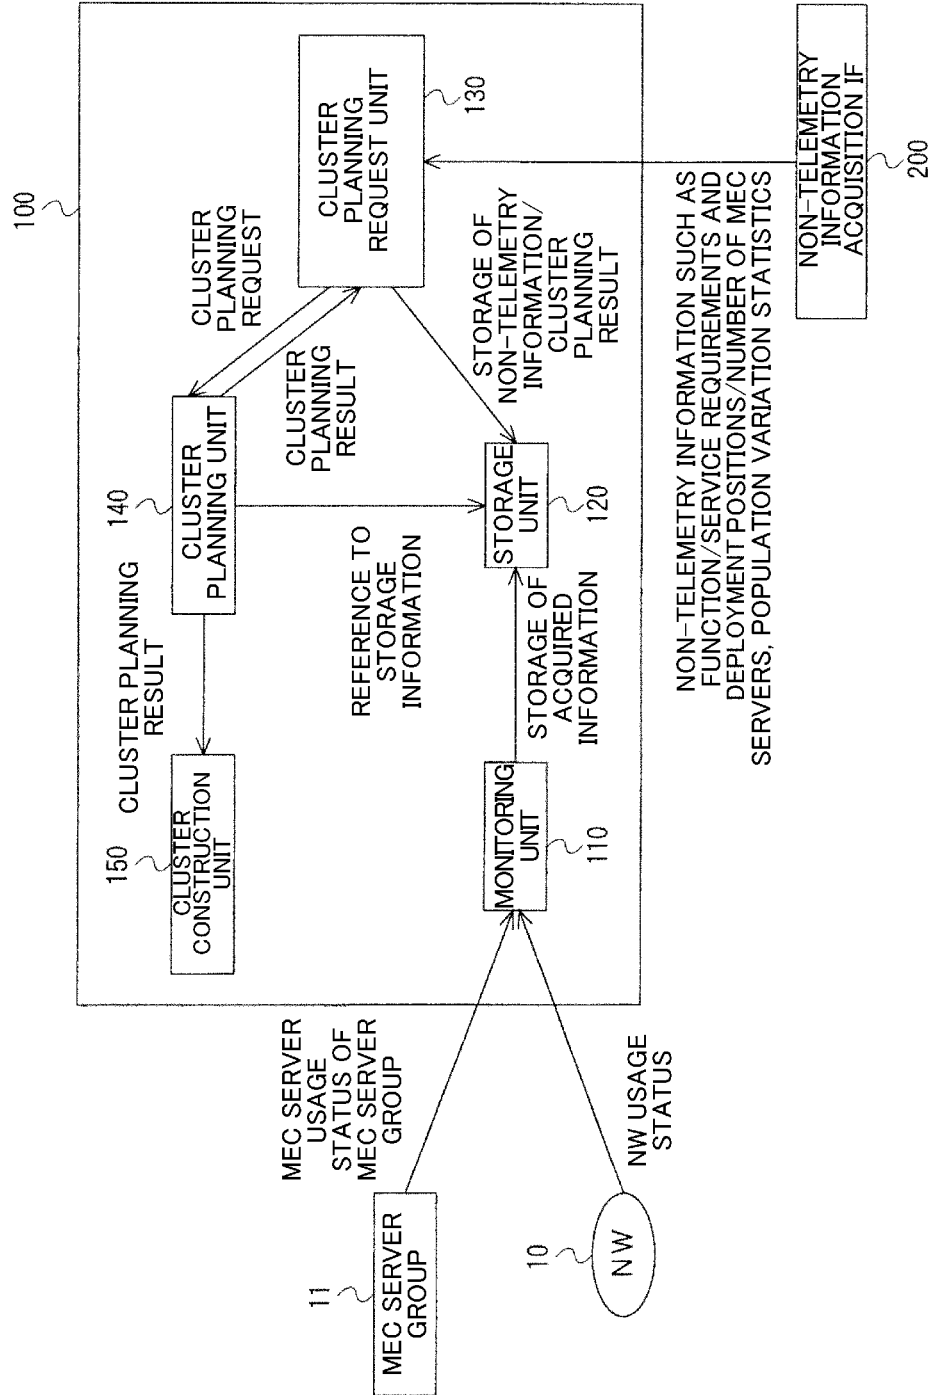 100
CLUSTER
CONSTRUCTION
UNIT
150
CLUSTER PLANNING
RESULT
CLUSTER
PLANNING UNIT
140
CLUSTER
PLANNING
REQUEST
CLUSTER
PLANNING
RESULT
CLUSTER
PLANNING
REQUEST UNIT
130
REFERENCE TO
STORAGE
INFORMATION
STORAGE OF
NON-TELEMETRY
INFORMATION/
CLUSTER
PLANNING
RESULT
MEC SERVER
GROUP
11
MEC SERVER
USAGE
STATUS OF
MEC SERVER
GROUP
MONITORING
UNIT
110
STORAGE OF
ACQUIRED
INFORMATION
STORAGE
UNIT
120
NW
10
NW USAGE
STATUS
NON-TELEMETRY INFORMATION SUCH AS
FUNCTION/SERVICE REQUIREMENTS AND
DEPLOYMENT POSITIONS/NUMBER OF MEC
SERVERS, POPULATION VARIATION STATISTICS
NON-TELEMETRY
INFORMATION
ACQUISITION IF
200